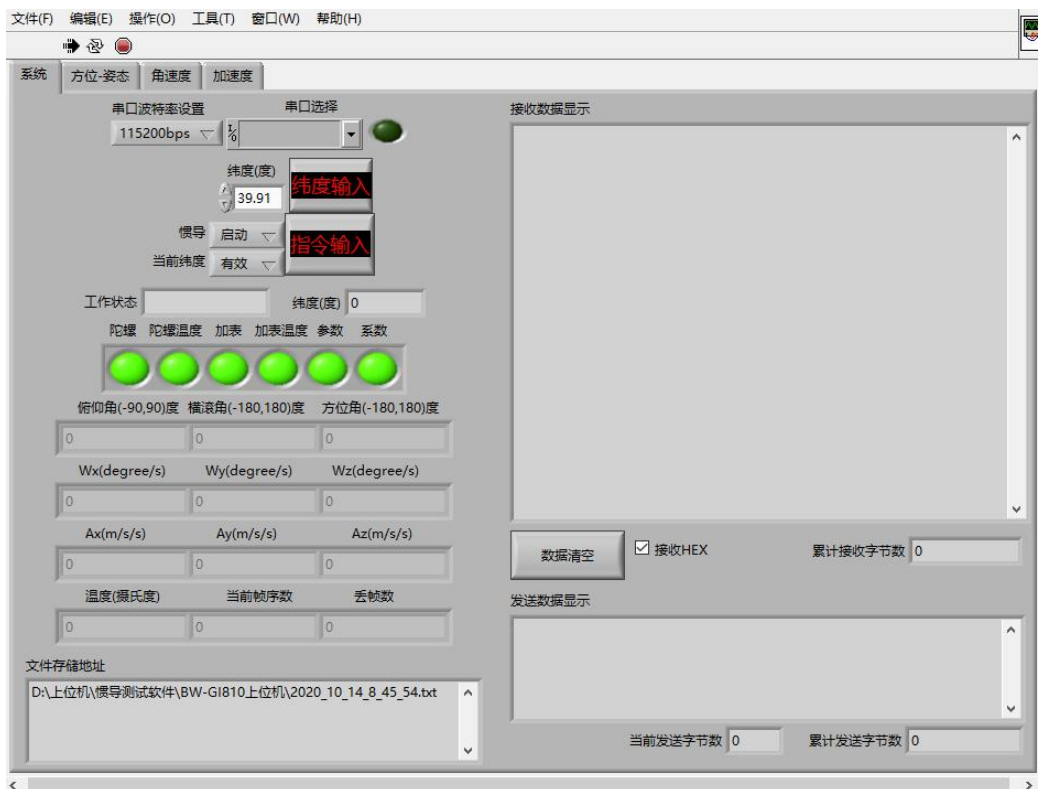 文件(F) 编辑(E) 操作(O) 工具(T) 窗口(W) 帮助(H)
系统 方位-姿态 角速度 加速度
串口波特率设置 串口选择
115200bps I/O
纬度(度)
39.91
纬度输入
惯导 启动
当前纬度 有效
指令输入
工作状态 纬度(度) 0
陀螺 陀螺温度 加表 加表温度 参数 系数
俯仰角(-90,90)度 横滚角(-180,180)度 方位角(-180,180)度
0 0 0
Wx(degree/s) Wy(degree/s) Wz(degree/s)
0 0 0
Ax(m/s/s) Ay(m/s/s) Az(m/s/s)
0 0 0
温度(摄氏度) 当前帧序数 丢帧数
0 0 0
文件存储地址
D:\上位机\惯导测试软件\BW-GI810上位机\2020_10_14_8_45_54.txt
接收数据显示
数据清空 接收HEX 累计接收字节数 0
发送数据显示
当前发送字节数 0 累计发送字节数 0